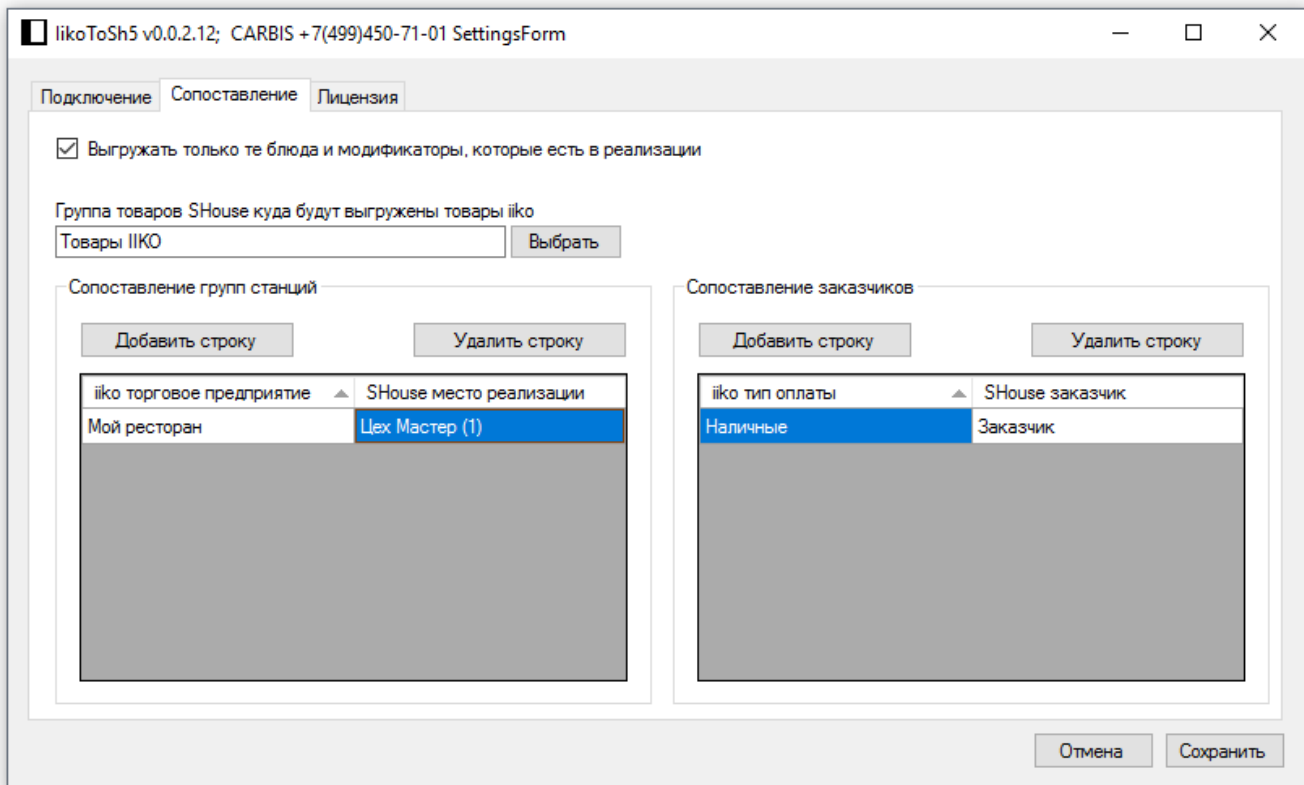 IikoToSh5 v0.0.2.12; CARBIS +7(499)450-71-01 SettingsForm
Подключение Сопоставление Лицензия
Выгружать только те блюда и модификаторы, которые есть в реализации
Группа товаров SHouse куда будут выгружены товары iiko
Товары IIKO Выбрать
Сопоставление групп станций
Добавить строку Удалить строку
iiko торговое предприятие SHouse место реализации
Мой ресторан Цех Мастер (1)
Сопоставление заказчиков
Добавить строку Удалить строку
iiko тип оплаты SHouse заказчик
Наличные Заказчик
Отмена Сохранить